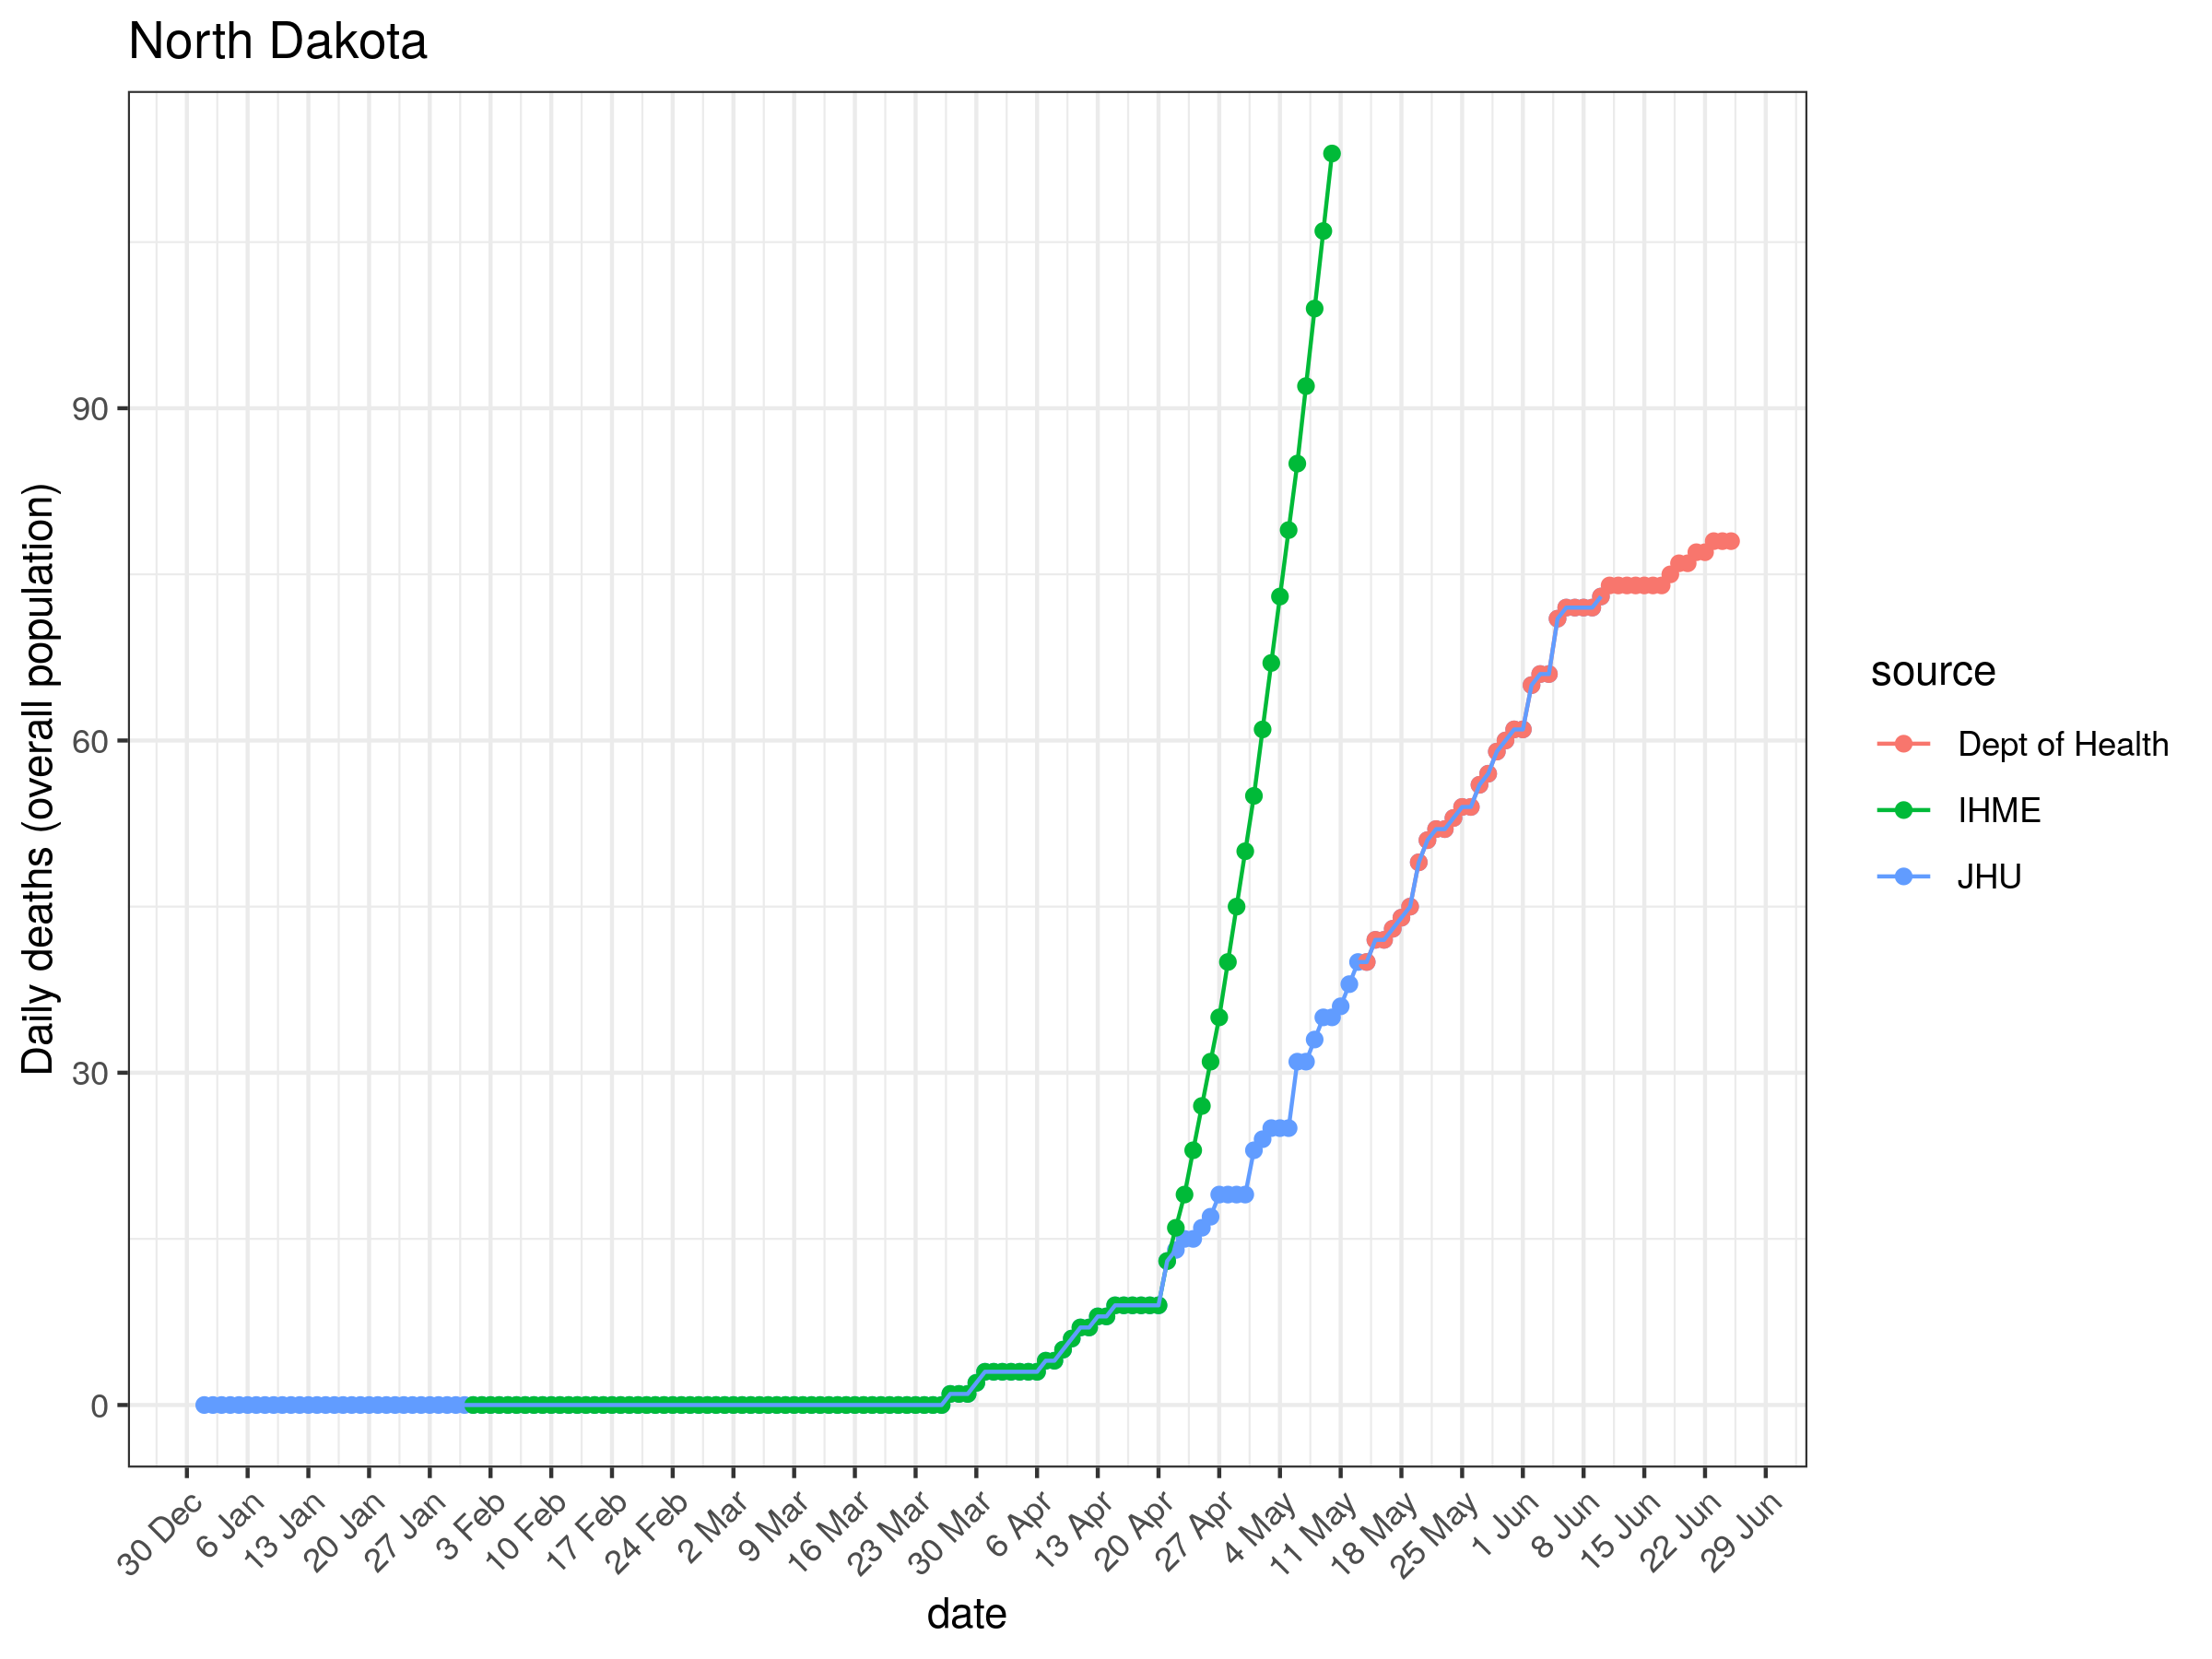 North Dakota
Daily deaths (overall population)
90
60
30
0
30 Dec
6 Jan
13 Jan
20 Jan
27 Jan
3 Feb
10 Feb
17 Feb
24 Feb
2 Mar
9 Mar
16 Mar
23 Mar
30 Mar
6 Apr
13 Apr
20 Apr
27 Apr
4 May
11 May
18 May
25 May
1 Jun
8 Jun
15 Jun
22 Jun
29 Jun
date
source
Dept of Health
IHME
JHU